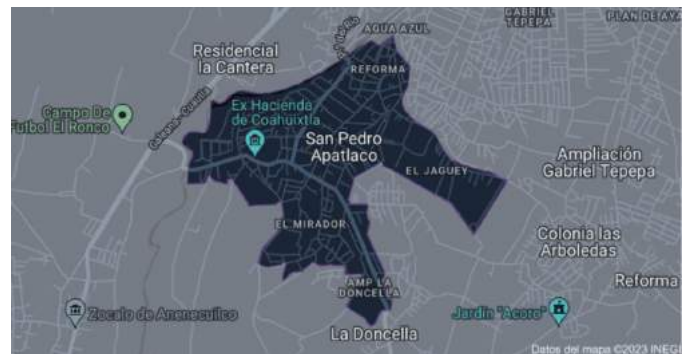 GABRIEL
TEPEPA
PLAN DE AYA
AGUA AZUL
Residencial
la Cantera
REFORMA
Campo De
Futbol El Ronco
Ex Hacienda
de Coahuixtla
San Pedro
Apatlaco
EL JAGUEY
Ampliación
Gabriel Tepepa
EL MIRADOR
Colonia las
Arboledas
AMP LA
DONCELLA
Reforma
Zocalo de Anenecuilco
La Doncella
Jardín "Acoro"
Datos del mapa ©2023 INEGI